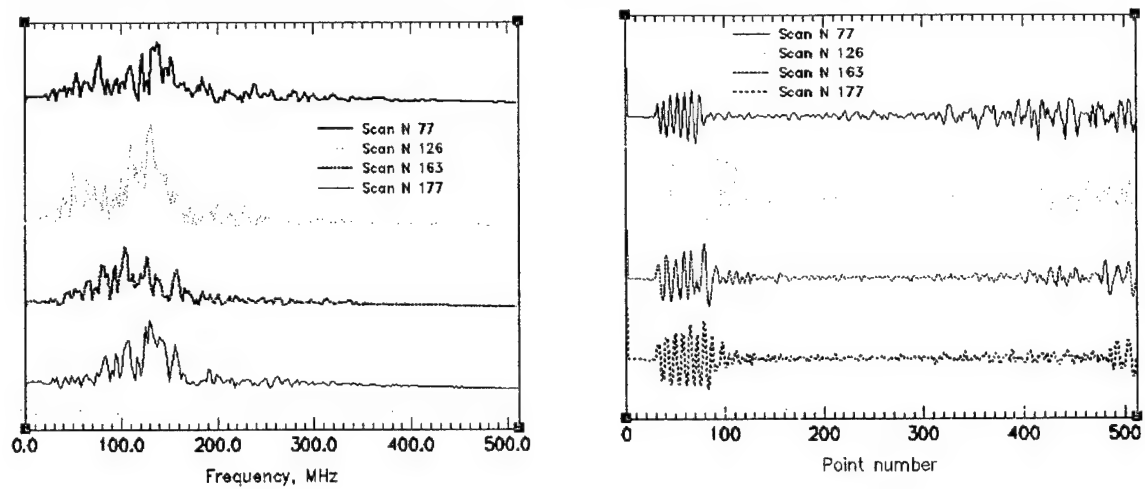 Scan N 77
Scan N 126
Scan N 163
Scan N 177
0.0 100.0 200.0 300.0 400.0 500.0
Frequency, MHz
Scan N 77
Scan N 126
Scan N 163
Scan N 177
0 100 200 300 400 500
Point number